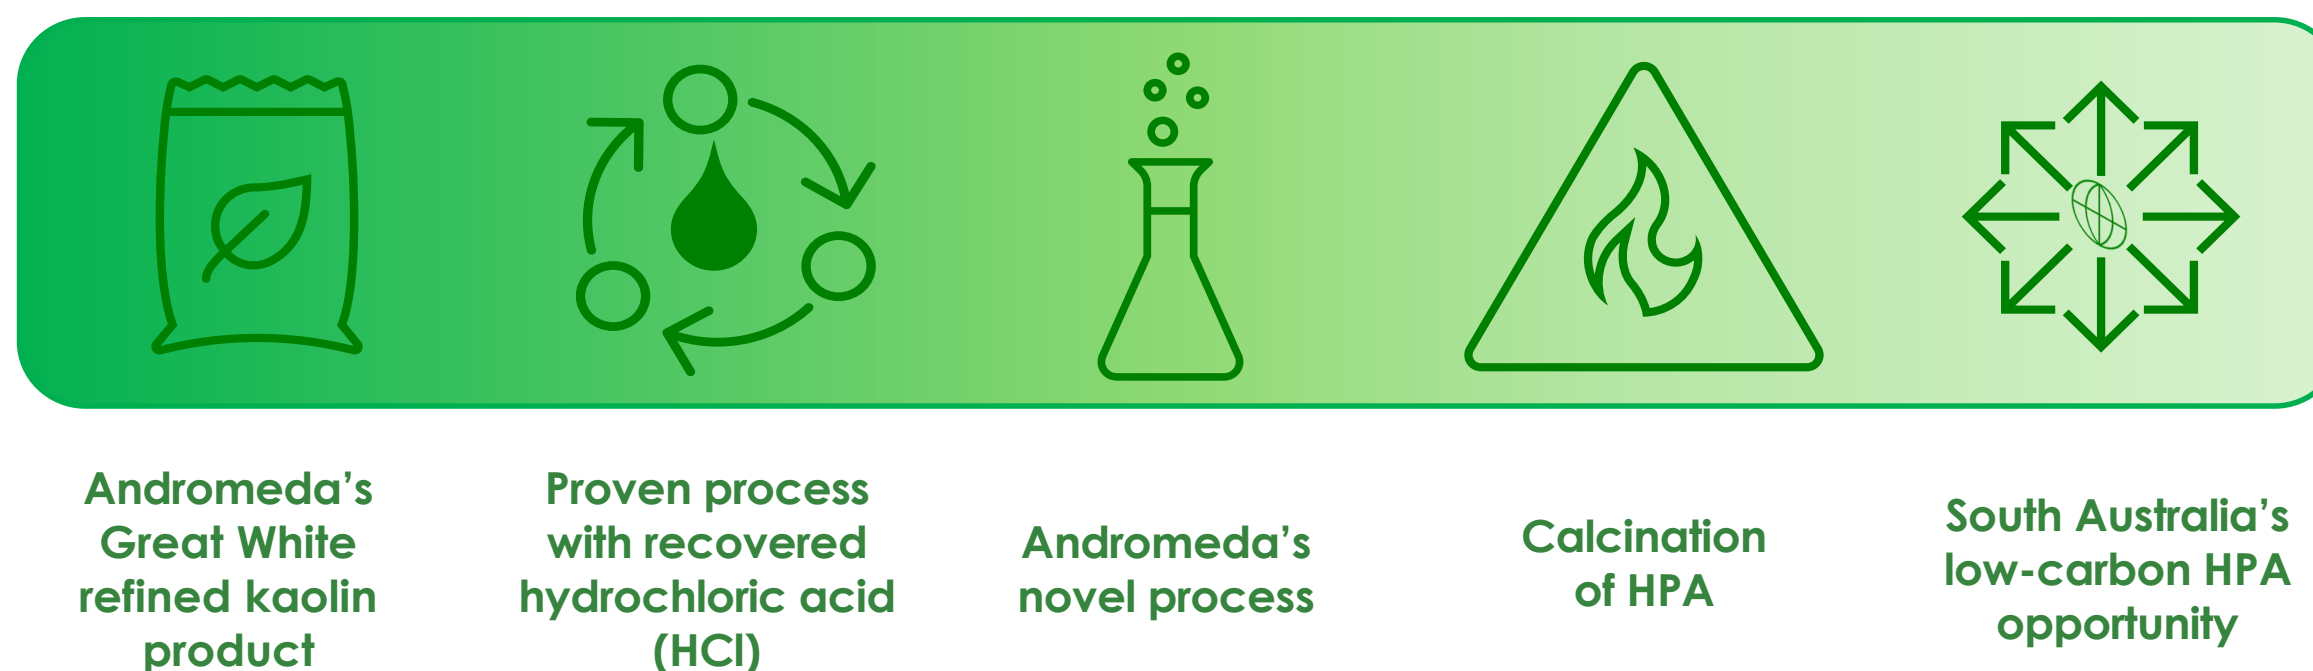 Andromeda's
Great White
refined kaolin
product
Proven process
with recovered
hydrochloric acid
(HCl)
Andromeda's
novel process
Calcination
of HPA
South Australia's
low-carbon HPA
opportunity